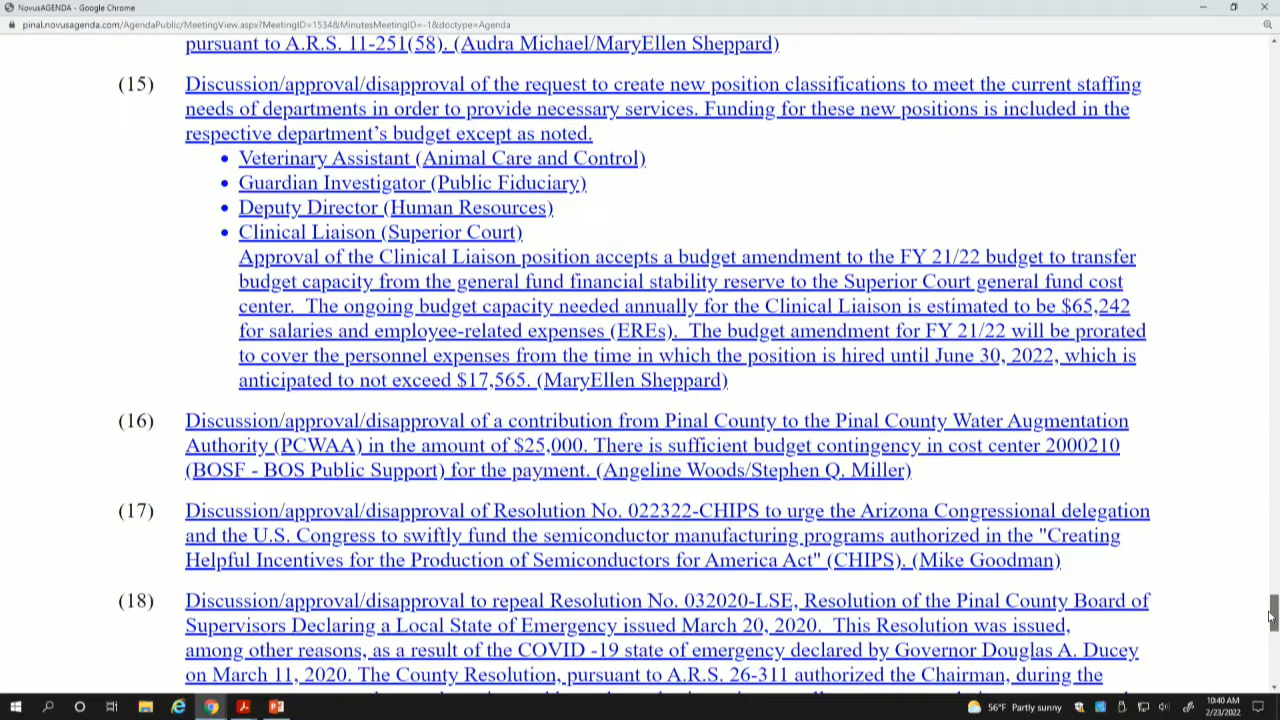 NovusAGENDA - Google Chrome
pinal.novusagenda.com/AgendaPublic/MeetingView.aspx?MeetingID=1534&MinutesMeetingID=-1&doctype=Agenda
pursuant to A.R.S. 11-251(58). (Audra Michael/MaryEllen Sheppard)
(15) Discussion/approval/disapproval of the request to create new position classifications to meet the current staffing
needs of departments in order to provide necessary services. Funding for these new positions is included in the
respective department’s budget except as noted.
• Veterinary Assistant (Animal Care and Control)
• Guardian Investigator (Public Fiduciary)
• Deputy Director (Human Resources)
• Clinical Liaison (Superior Court)
Approval of the Clinical Liaison position accepts a budget amendment to the FY 21/22 budget to transfer
budget capacity from the general fund financial stability reserve to the Superior Court general fund cost
center. The ongoing budget capacity needed annually for the Clinical Liaison is estimated to be $65,242
for salaries and employee-related expenses (EREs). The budget amendment for FY 21/22 will be prorated
to cover the personnel expenses from the time in which the position is hired until June 30, 2022, which is
anticipated to not exceed $17,565. (MaryEllen Sheppard)
(16) Discussion/approval/disapproval of a contribution from Pinal County to the Pinal County Water Augmentation
Authority (PCWAA) in the amount of $25,000. There is sufficient budget contingency in cost center 2000210
(BOSF - BOS Public Support) for the payment. (Angeline Woods/Stephen Q. Miller)
(17) Discussion/approval/disapproval of Resolution No. 022322-CHIPS to urge the Arizona Congressional delegation
and the U.S. Congress to swiftly fund the semiconductor manufacturing programs authorized in the "Creating
Helpful Incentives for the Production of Semiconductors for America Act" (CHIPS). (Mike Goodman)
(18) Discussion/approval/disapproval to repeal Resolution No. 032020-LSE, Resolution of the Pinal County Board of
Supervisors Declaring a Local State of Emergency issued March 20, 2020. This Resolution was issued,
among other reasons, as a result of the COVID -19 state of emergency declared by Governor Douglas A. Ducey
on March 11, 2020. The County Resolution, pursuant to A.R.S. 26-311 authorized the Chairman, during the
56°F Partly sunny
10:40 AM
2/23/2022